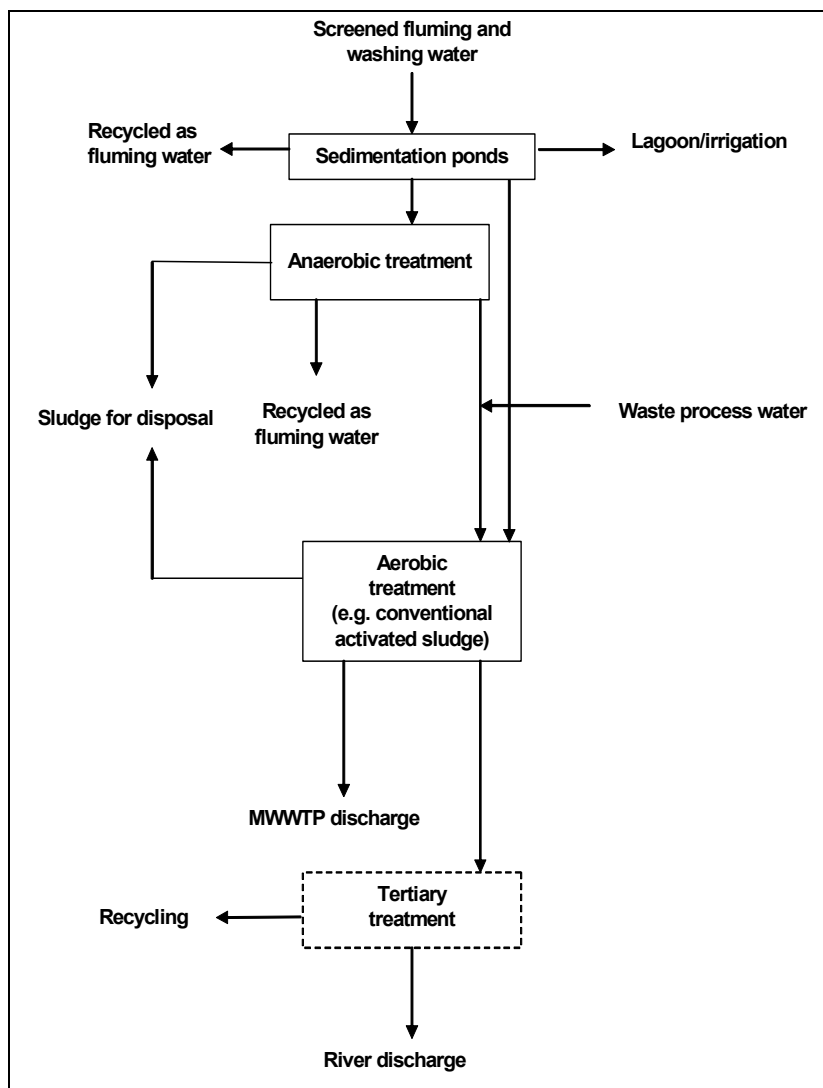 Screened fluming and
washing water
Recycled as
fluming water
Sedimentation ponds
Lagoon/irrigation
Anaerobic treatment
Sludge for disposal
Recycled as
fluming water
Waste process water
Aerobic
treatment
(e.g. conventional
activated sludge)
MWWTP discharge
Tertiary
treatment
Recycling
River discharge